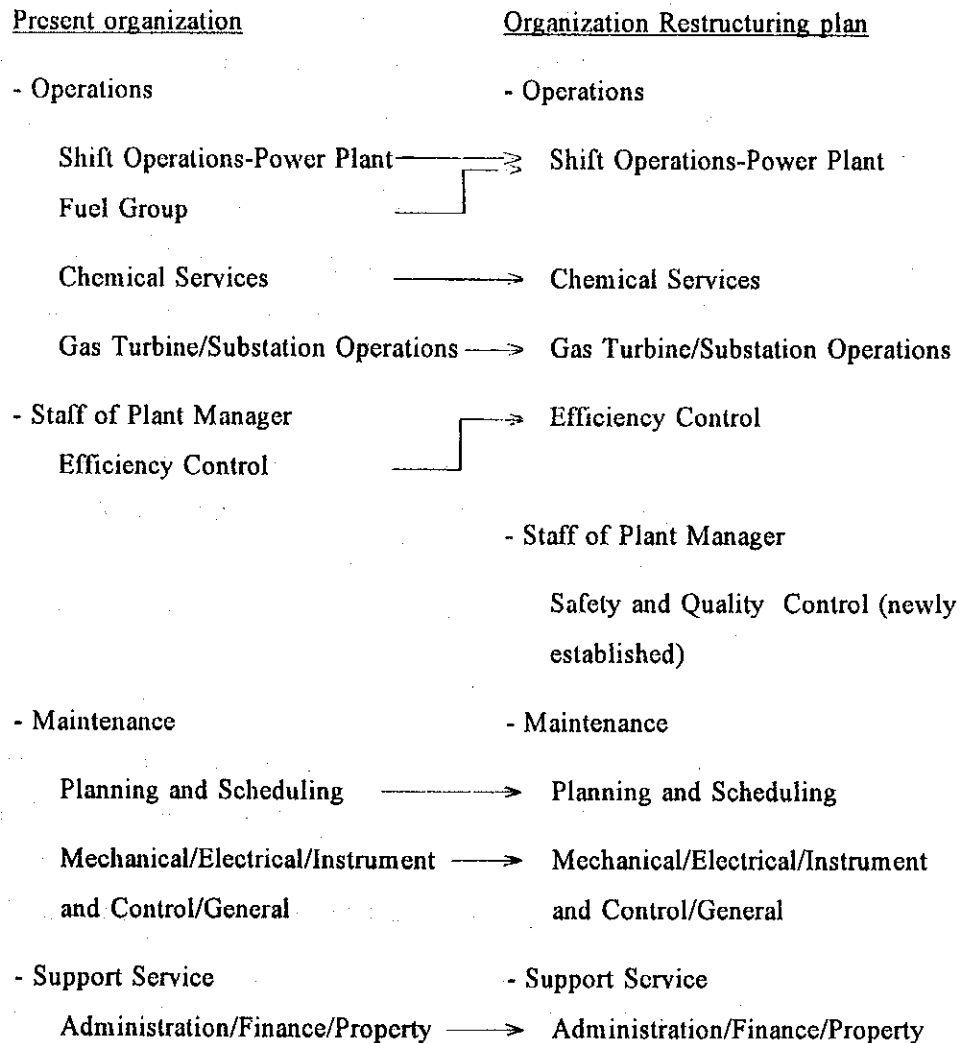 Present organization    Organization Restructuring plan
- Operations    - Operations
Shift Operations-Power Plant    Shift Operations-Power Plant
Fuel Group
Chemical Services    Chemical Services
Gas Turbine/Substation Operations    Gas Turbine/Substation Operations
- Staff of Plant Manager    Efficiency Control
Efficiency Control
- Staff of Plant Manager
Safety and Quality Control (newly
established)
- Maintenance    - Maintenance
Planning and Scheduling    Planning and Scheduling
Mechanical/Electrical/Instrument    Mechanical/Electrical/Instrument
and Control/General    and Control/General
- Support Service    - Support Service
Administration/Finance/Property    Administration/Finance/Property